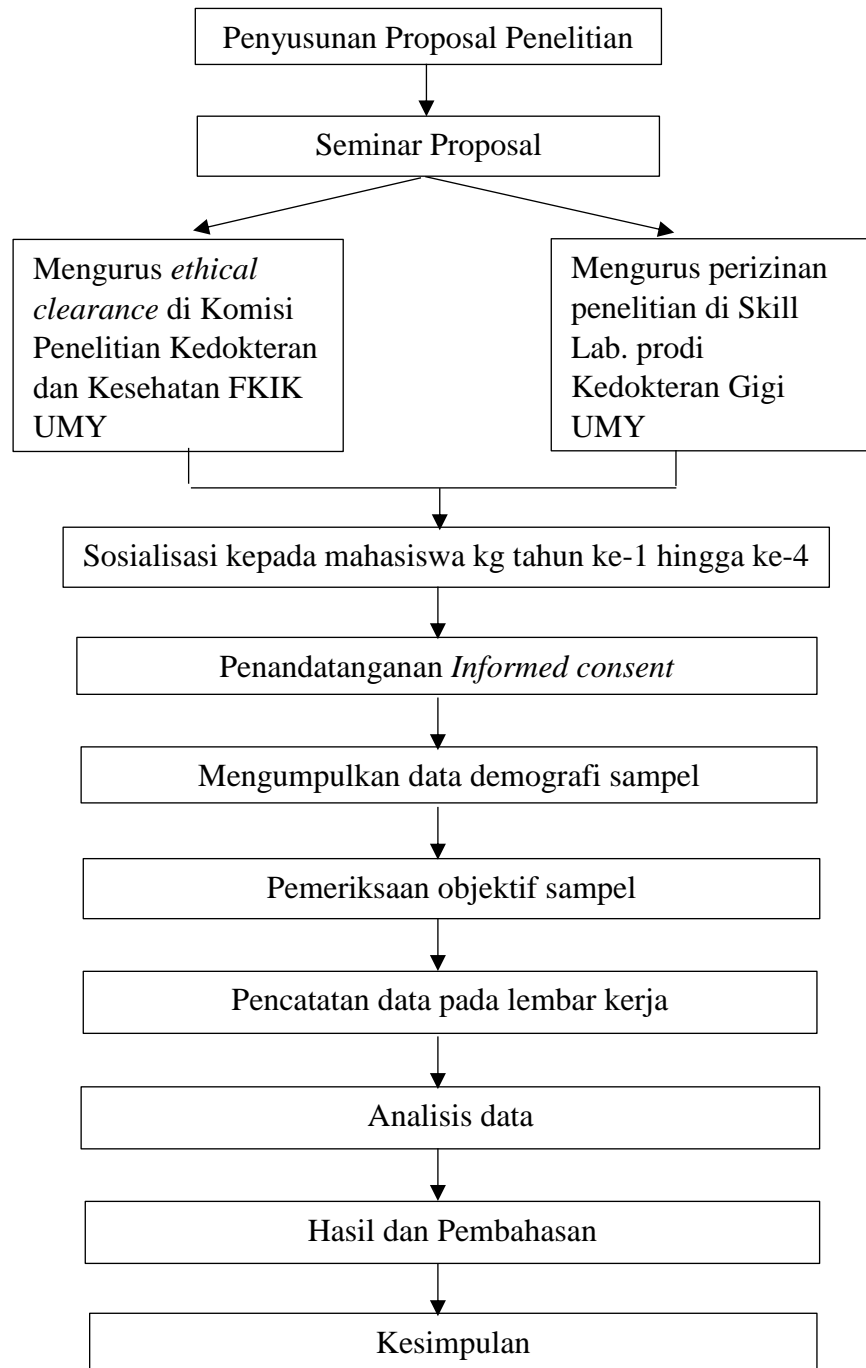 Penyusunan Proposal Penelitian
Seminar Proposal
Mengurus ethical
clearance di Komisi
Penelitian Kedokteran
dan Kesehatan FKIK
UMY
Mengurus perizinan
penelitian di Skill
Lab. prodi
Kedokteran Gigi
UMY
Sosialisasi kepada mahasiswa kg tahun ke-1 hingga ke-4
Penandatanganan Informed consent
Mengumpulkan data demografi sampel
Pemeriksaan objektif sampel
Pencatatan data pada lembar kerja
Analisis data
Hasil dan Pembahasan
Kesimpulan